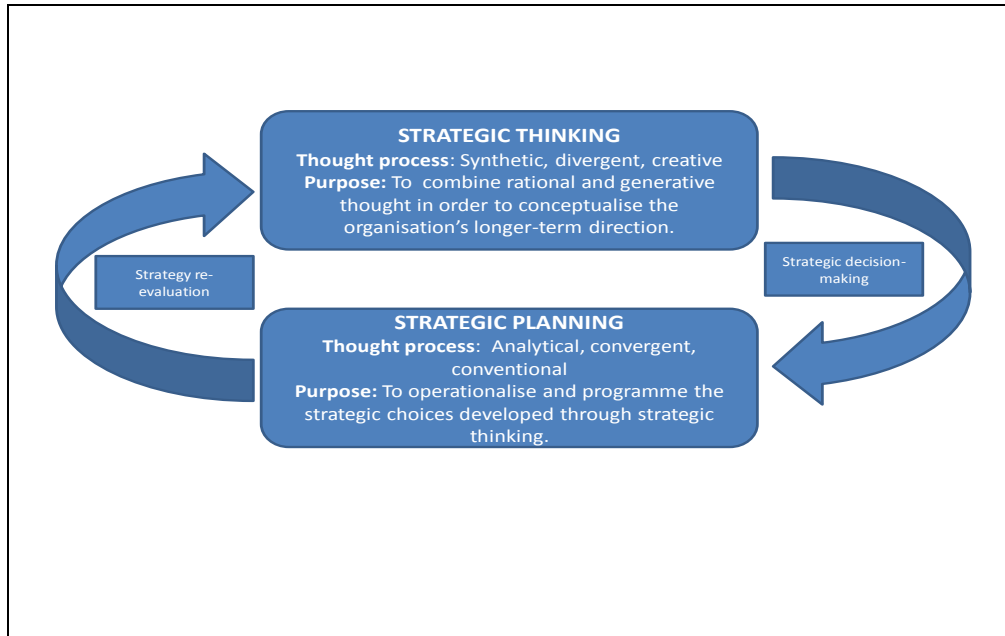 STRATEGIC THINKING
Thought process: Synthetic, divergent, creative
Purpose: To combine rational and generative
thought in order to conceptualise the
organisation’s longer-term direction.
Strategy re-
evaluation
Strategic decision-
making
STRATEGIC PLANNING
Thought process: Analytical, convergent,
conventional
Purpose: To operationalise and programme the
strategic choices developed through strategic
thinking.